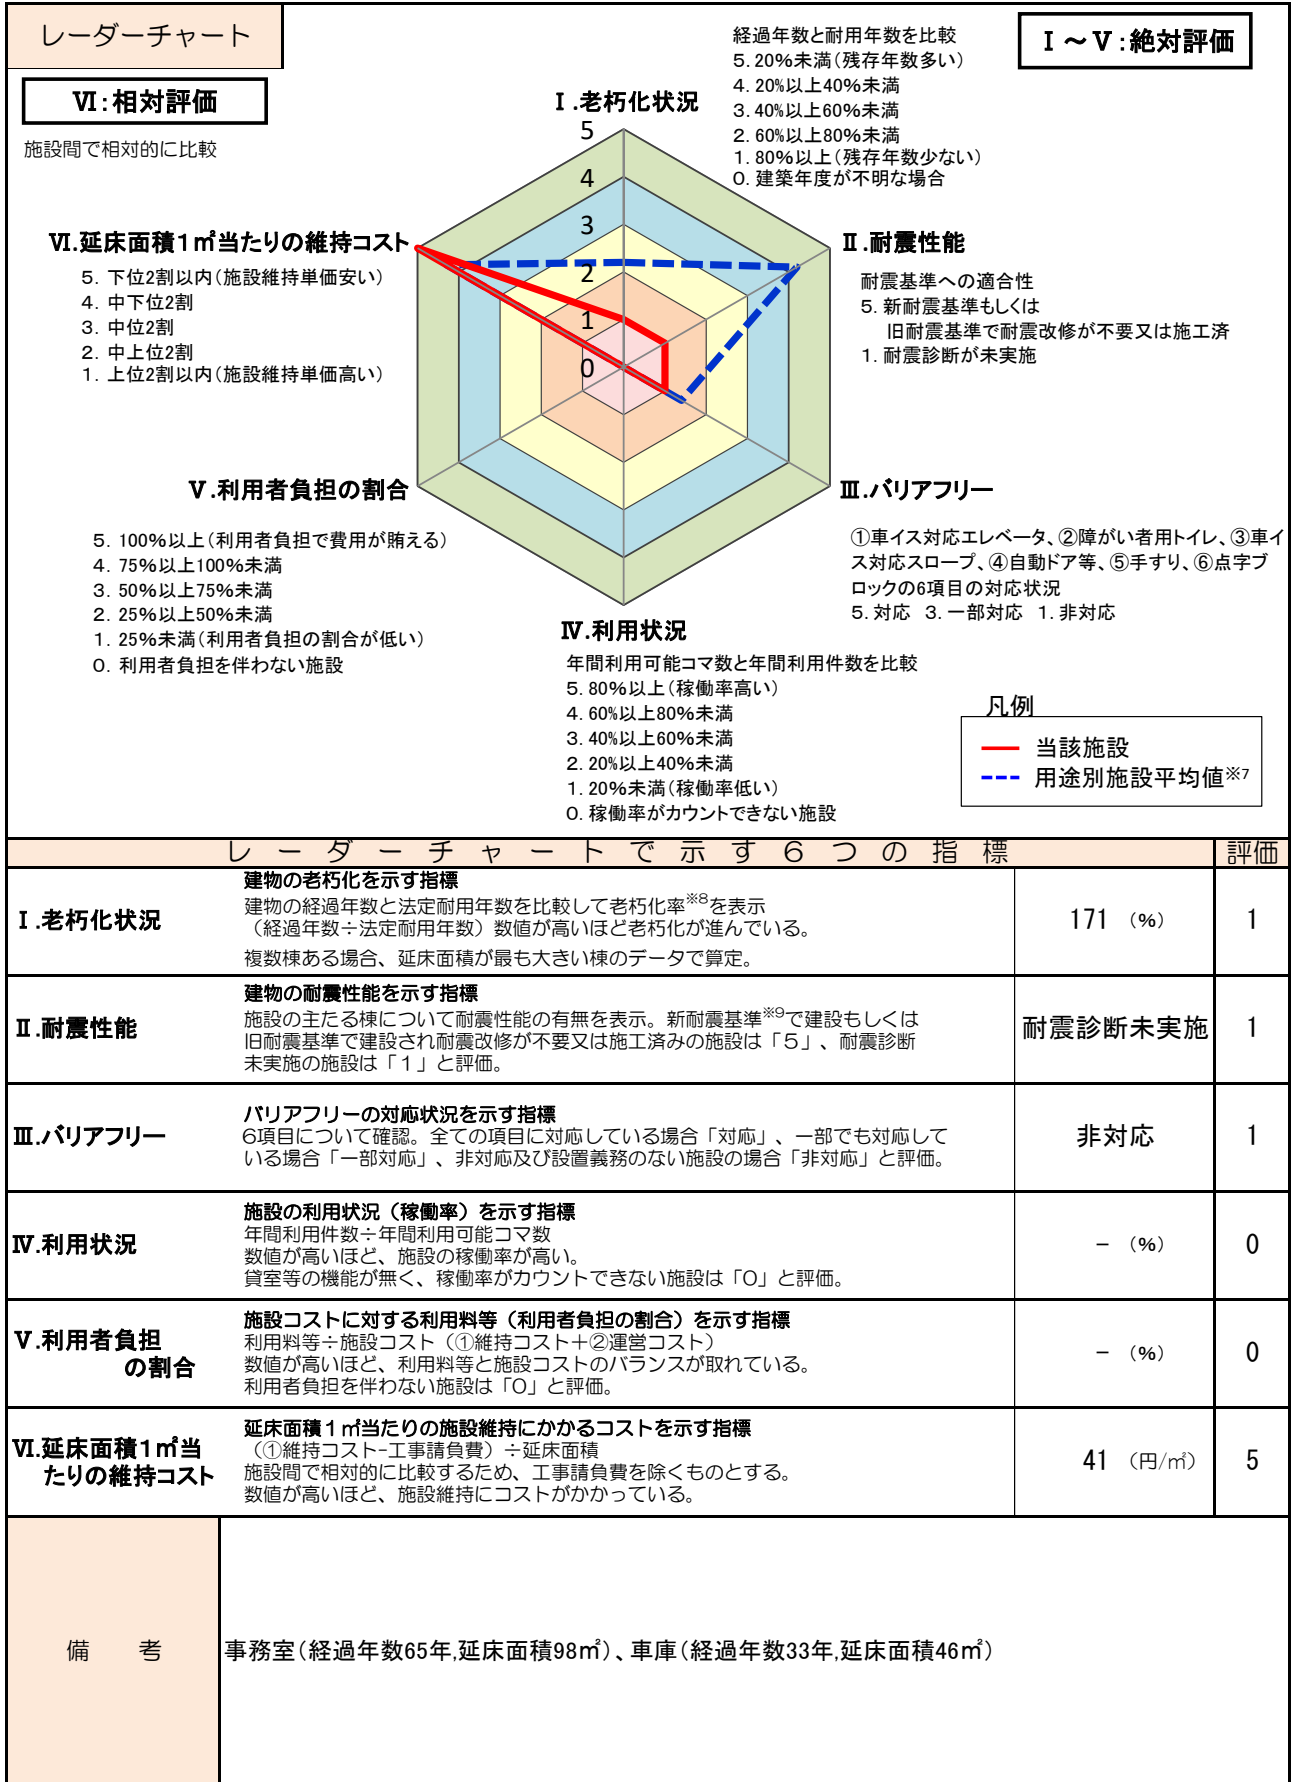 レーダーチャート
Ⅰ～Ⅴ：絶対評価
Ⅵ：相対評価
施設間で相対的に比較
経過年数と耐用年数を比較
5. 20%未満（残存年数多い）
4. 20%以上40%未満
3. 40%以上60%未満
2. 60%以上80%未満
1. 80%以上（残存年数少ない）
0. 建築年度が不明な場合
Ⅰ.老朽化状況
5
4
3
2
1
0
Ⅱ.耐震性能
耐震基準への適合性
5. 新耐震基準もしくは
旧耐震基準で耐震改修が不要又は施工済
1. 耐震診断が未実施
Ⅵ.延床面積1㎡当たりの維持コスト
5. 下位2割以内（施設維持単価安い）
4. 中下位2割
3. 中位2割
2. 中上位2割
1. 上位2割以内（施設維持単価高い）
Ⅲ.バリアフリー
①車イス対応エレベータ、②障がい者用トイレ、③車イ
ス対応スロープ、④自動ドア等、⑤手すり、⑥点字ブ
ロックの6項目の対応状況
5. 対応 3. 一部対応 1. 非対応
Ⅴ.利用者負担の割合
5. 100%以上（利用者負担で費用が賄える）
4. 75%以上100%未満
3. 50%以上75%未満
2. 25%以上50%未満
1. 25%未満（利用者負担の割合が低い）
0. 利用者負担を伴わない施設
Ⅳ.利用状況
年間利用可能コマ数と年間利用件数を比較
5. 80%以上（稼働率高い）
4. 60%以上80%未満
3. 40%以上60%未満
2. 20%以上40%未満
1. 20%未満（稼働率低い）
0. 稼働率がカウントできない施設
凡例
当該施設
用途別施設平均値※7
レーダーチャートで示す6つの指標 評価
Ⅰ.老朽化状況
建物の老朽化を示す指標
建物の経過年数と法定耐用年数を比較して老朽化率※8を表示
（経過年数÷法定耐用年数）数値が高いほど老朽化が進んでいる。
複数棟ある場合、延床面積が最も大きい棟のデータで算定。
171 （%） 1
Ⅱ.耐震性能
建物の耐震性能を示す指標
施設の主たる棟について耐震性能の有無を表示。新耐震基準※9で建設もしくは
旧耐震基準で建設され耐震改修が不要又は施工済みの施設は「５」、耐震診断
未実施の施設は「１」と評価。
耐震診断未実施 1
Ⅲ.バリアフリー
バリアフリーの対応状況を示す指標
6項目について確認。全ての項目に対応している場合「対応」、一部でも対応して
いる場合「一部対応」、非対応及び設置義務のない施設の場合「非対応」と評価。
非対応 1
Ⅳ.利用状況
施設の利用状況（稼働率）を示す指標
年間利用件数÷年間利用可能コマ数
数値が高いほど、施設の稼働率が高い。
貸室等の機能が無く、稼働率がカウントできない施設は「0」と評価。
－ （%） 0
Ⅴ.利用者負担
の割合
施設コストに対する利用料等（利用者負担の割合）を示す指標
利用料等÷施設コスト（①維持コスト＋②運営コスト）
数値が高いほど、利用料等と施設コストのバランスが取れている。
利用者負担を伴わない施設は「0」と評価。
－ （%） 0
Ⅵ.延床面積1㎡当
たりの維持コスト
延床面積１㎡当たりの施設維持にかかるコストを示す指標
（①維持コスト-工事請負費）÷延床面積
施設間で相対的に比較するため、工事請負費を除くものとする。
数値が高いほど、施設維持にコストがかかっている。
41 （円/㎡） 5
備考
事務室（経過年数65年,延床面積98㎡）、車庫（経過年数33年,延床面積46㎡）